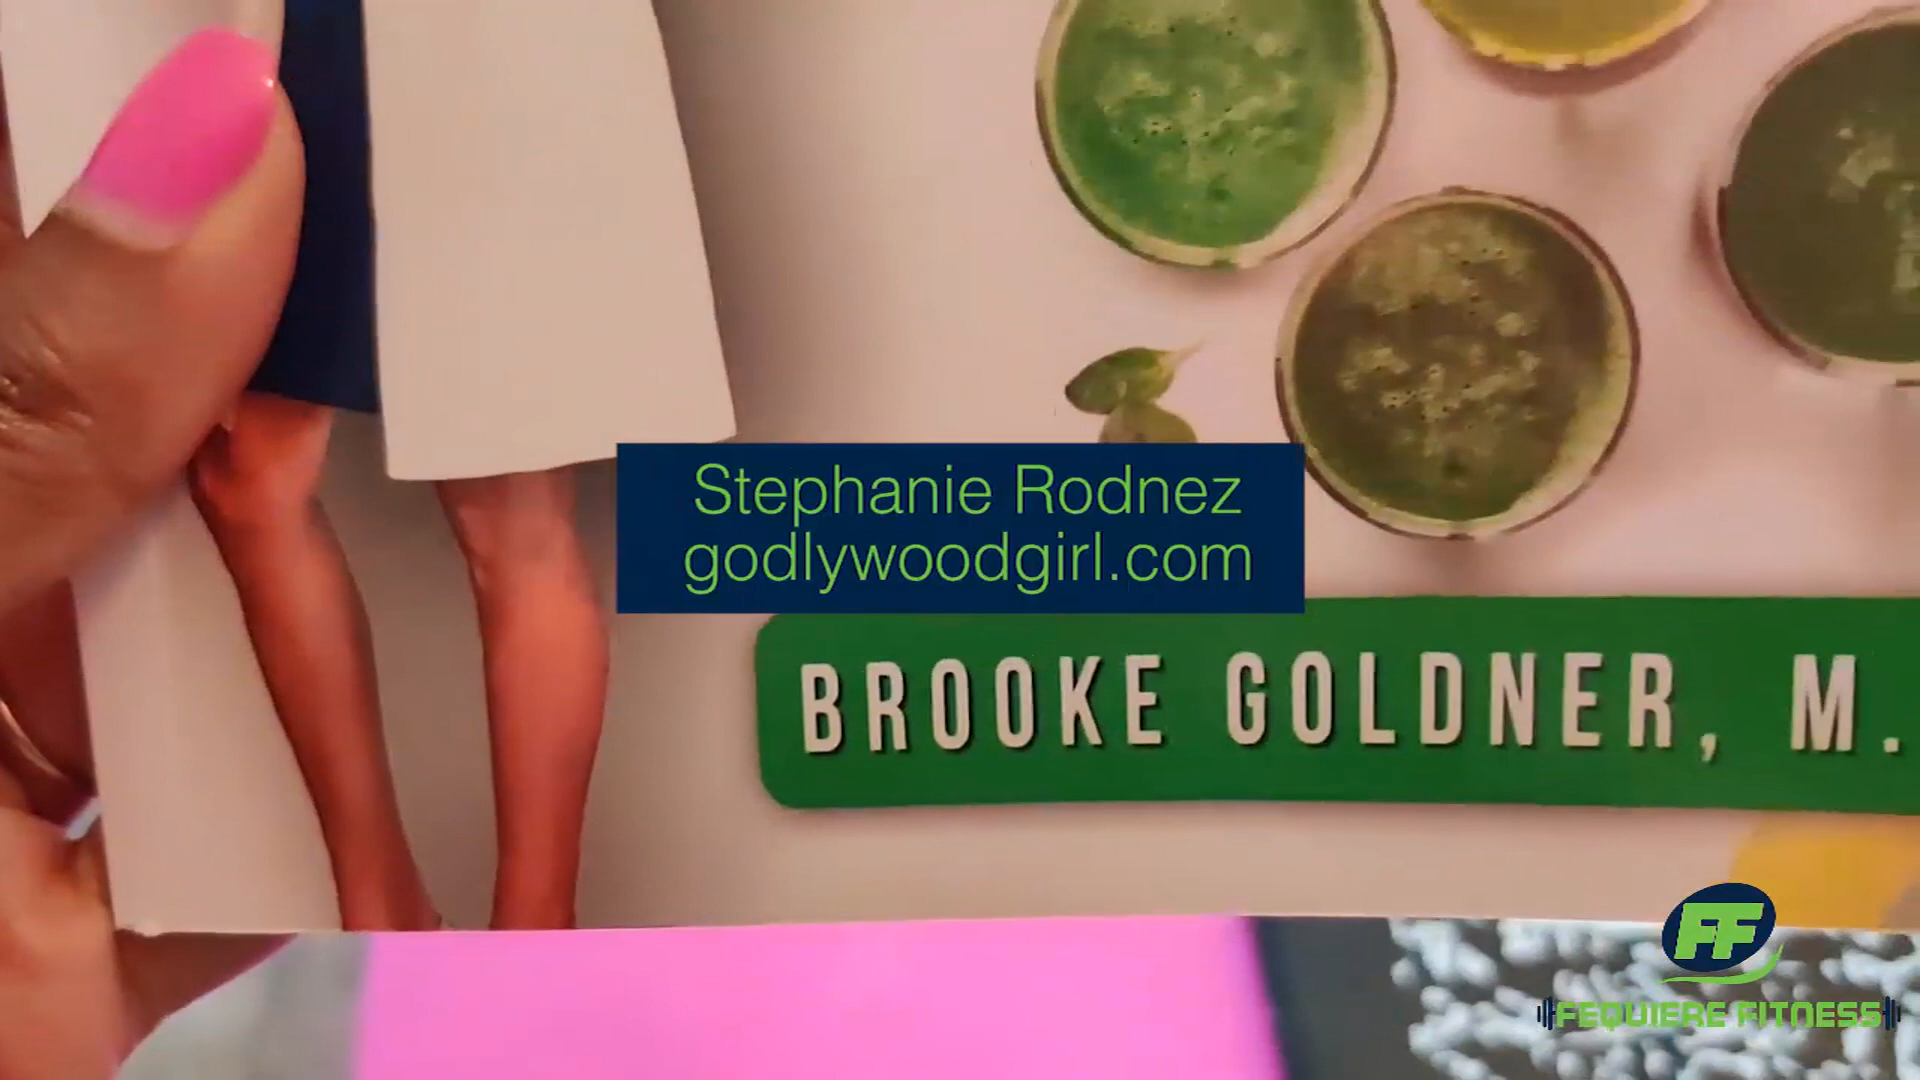 Stephanie Rodnez
godlywoodgirl.com
BROOKE GOLDNER, M.
FF
FEQUIERE FITNESS